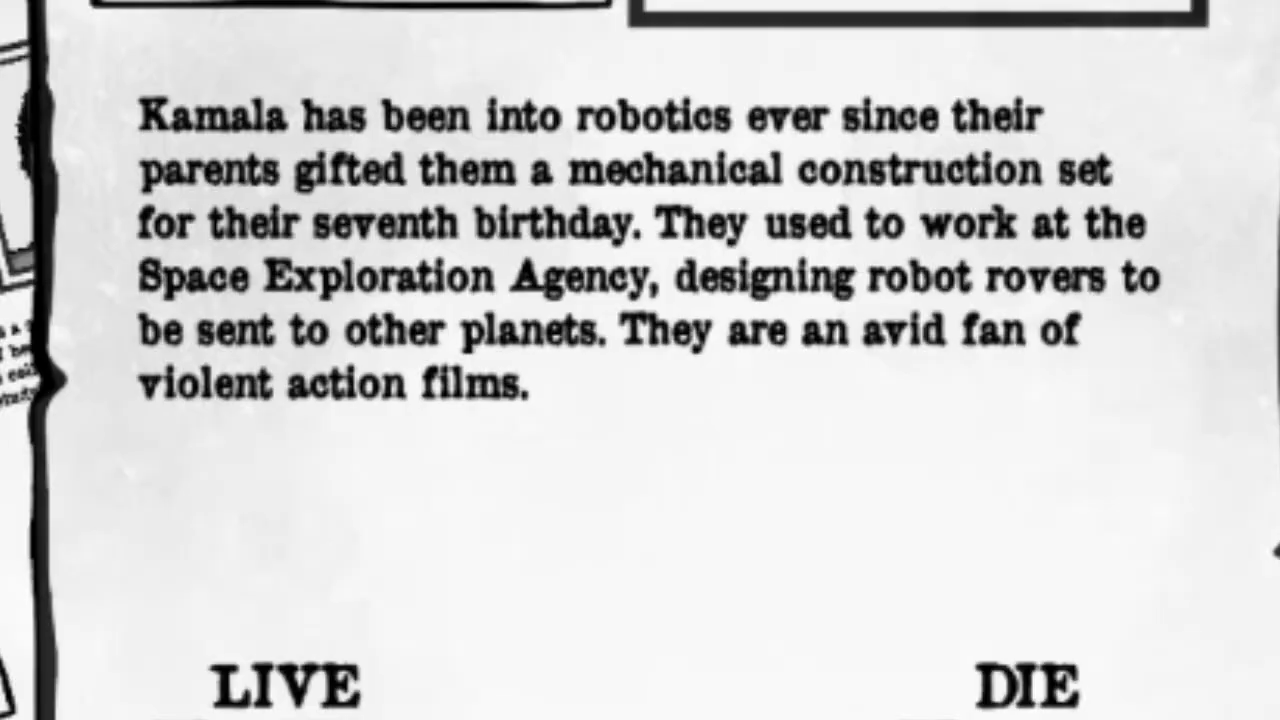 Kamala has been into robotics ever since their
parents gifted them a mechanical construction set
for their seventh birthday. They used to work at the
Space Exploration Agency, designing robot rovers to
be sent to other planets. They are an avid fan of
violent action films.
LIVE
DIE